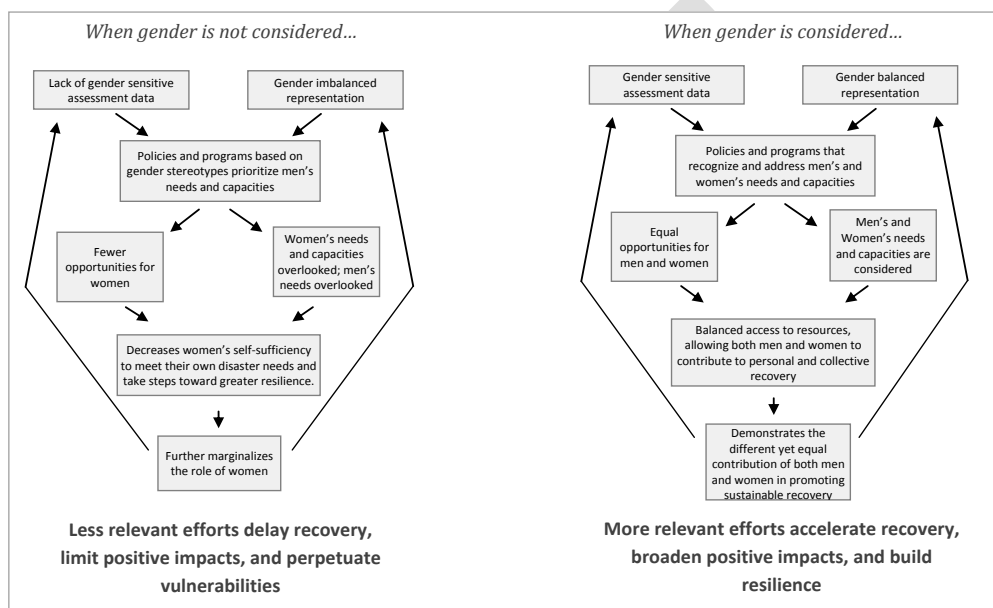 When gender is not considered…
Lack of gender sensitive
assessment data
Gender imbalanced
representation
Policies and programs based on
gender stereotypes prioritize men’s
needs and capacities
Fewer
opportunities for
women
Women’s needs
and capacities
overlooked; men’s
needs overlooked
Decreases women’s self-sufficiency
to meet their own disaster needs and
take steps toward greater resilience.
Further marginalizes
the role of women
Less relevant efforts delay recovery,
limit positive impacts, and perpetuate
vulnerabilities
When gender is considered…
Gender sensitive
assessment data
Gender balanced
representation
Policies and programs that
recognize and address men’s and
women’s needs and capacities
Equal
opportunities for
men and women
Men’s and
Women’s needs
and capacities are
considered
Balanced access to resources,
allowing both men and women to
contribute to personal and collective
recovery
Demonstrates the
different yet equal
contribution of both men
and women in promoting
sustainable recovery
More relevant efforts accelerate recovery,
broaden positive impacts, and build
resilience